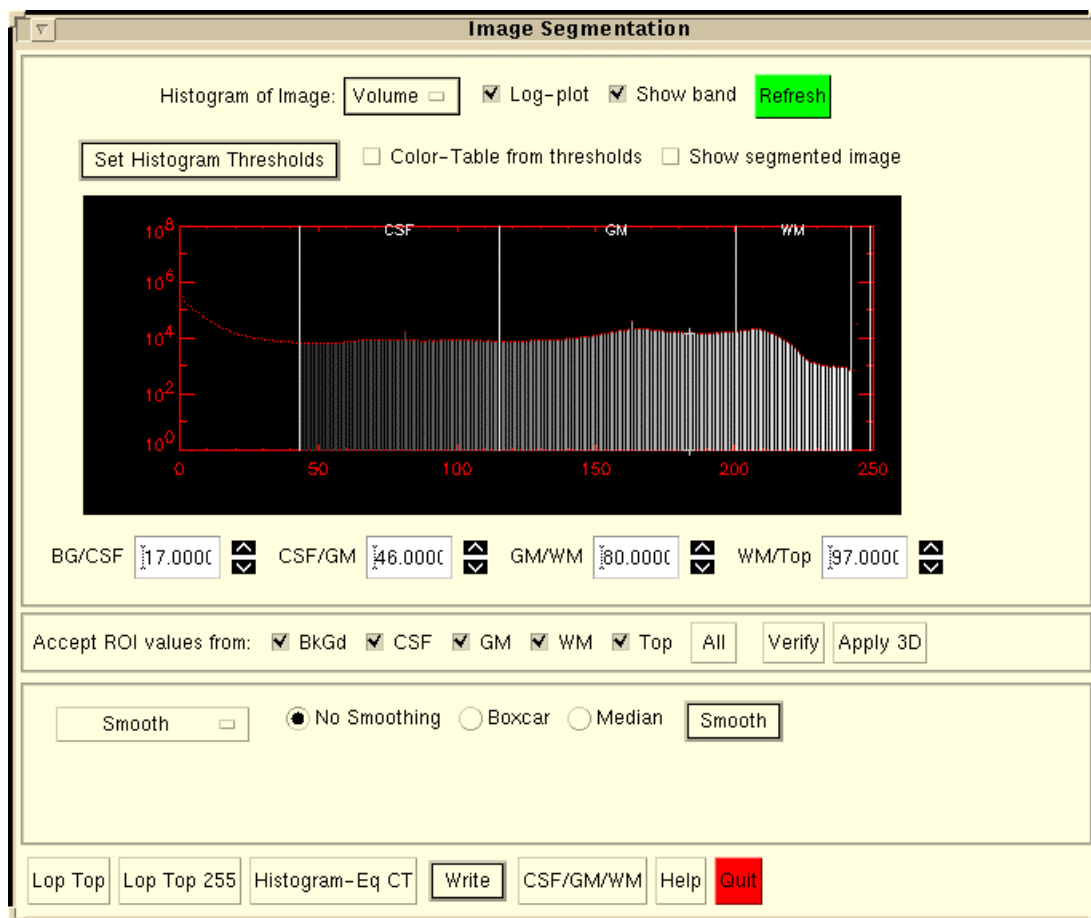 Image Segmentation
Histogram of Image: Volume Log-plot Show band Refresh
Set Histogram Thresholds Color-Table from thresholds Show segmented image
CSF GM WM
10^8
10^6
10^4
10^2
10^0
0 50 100 150 200 250
BG/CSF 17.0000 CSF/GM 46.0000 GM/WM 80.0000 WM/Top 97.0000
Accept ROI values from: BkGd CSF GM WM Top All Verify Apply 3D
Smooth No Smoothing Boxcar Median Smooth
Lop Top Lop Top 255 Histogram-Eq CT Write CSF/GM/WM Help Quit